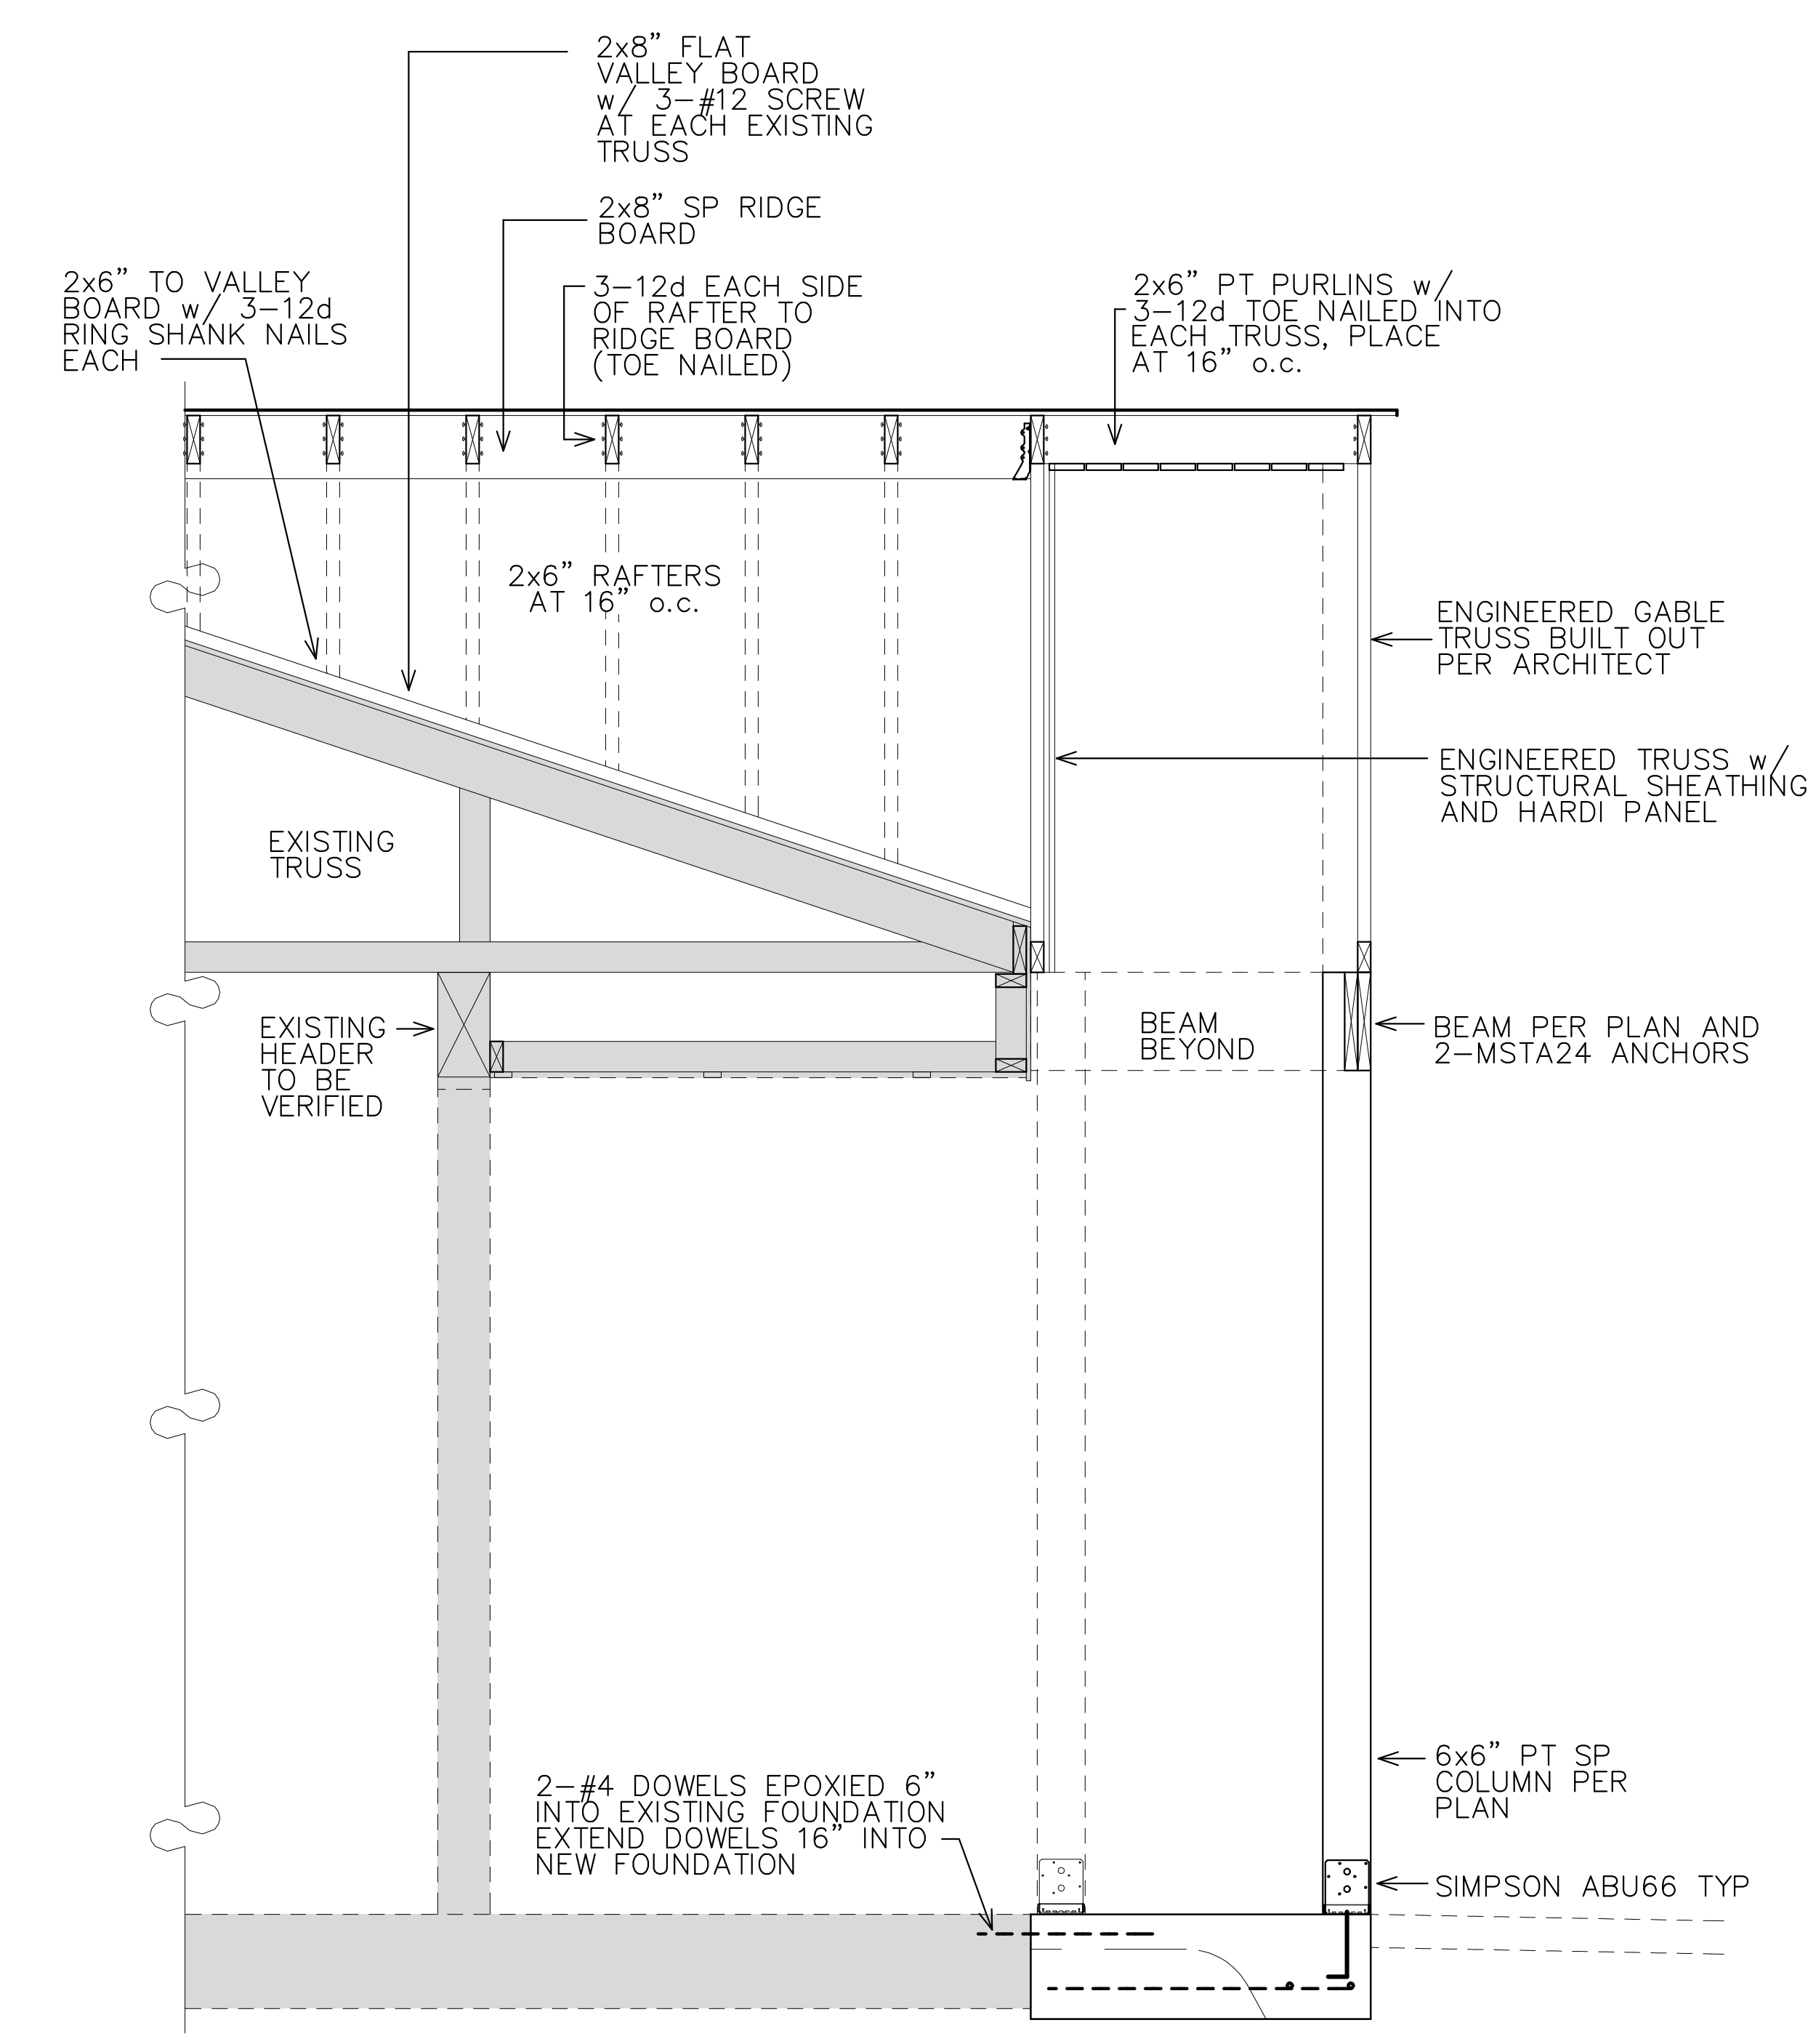 2x8" FLAT
VALLEY BOARD
w/ 3-#12 SCREW
AT EACH EXISTING
TRUSS
2x8" SP RIDGE
BOARD
2x6" TO VALLEY
BOARD w/ 3-12d
RING SHANK NAILS
EACH
3-12d EACH SIDE
OF RAFTER TO
RIDGE BOARD
(TOE NAILED)
2x6" PT PURLINS w/
3-12d TOE NAILED INTO
EACH TRUSS, PLACE
AT 16" o.c.
2x6" RAFTERS
AT 16" o.c.
ENGINEERED GABLE
TRUSS BUILT OUT
PER ARCHITECT
ENGINEERED TRUSS w/
STRUCTURAL SHEATHING
AND HARDI PANEL
EXISTING
TRUSS
EXISTING
HEADER
TO BE
VERIFIED
BEAM
BEYOND
BEAM PER PLAN AND
2-MSTA24 ANCHORS
6x6" PT SP
COLUMN PER
PLAN
2-#4 DOWELS EPOXIED 6"
INTO EXISTING FOUNDATION
EXTEND DOWELS 16" INTO
NEW FOUNDATION
SIMPSON ABU66 TYP